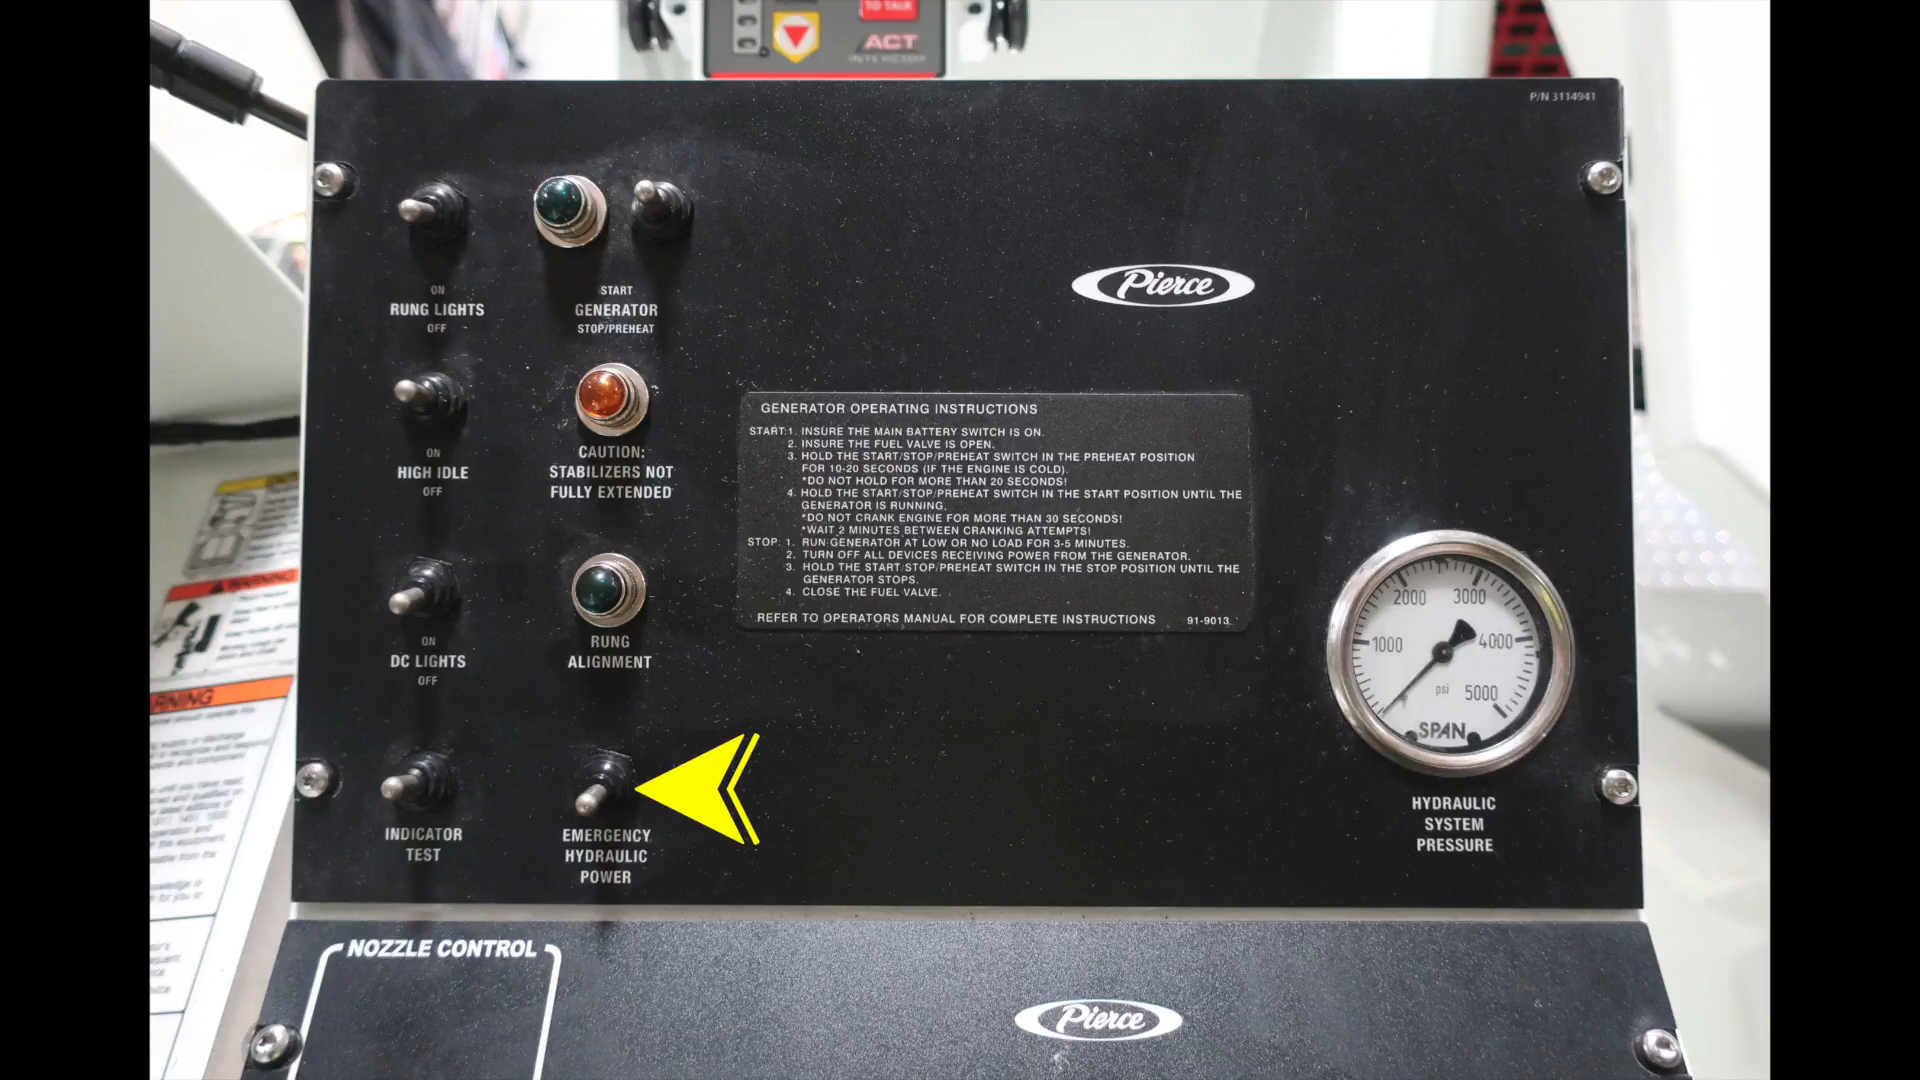 TO TALK
ACT
INTERCOM
P/N 3114941
ON
RUNG LIGHTS
OFF
START
GENERATOR
STOP/PREHEAT
Pierce
ON
HIGH IDLE
OFF
CAUTION:
STABILIZERS NOT
FULLY EXTENDED
GENERATOR OPERATING INSTRUCTIONS
START:1. INSURE THE MAIN BATTERY SWITCH IS ON.
2. INSURE THE FUEL VALVE IS OPEN.
3. HOLD THE START/STOP/PREHEAT SWITCH IN THE PREHEAT POSITION
FOR 10-20 SECONDS (IF THE ENGINE IS COLD).
*DO NOT HOLD FOR MORE THAN 20 SECONDS!
4. HOLD THE START/STOP/PREHEAT SWITCH IN THE START POSITION UNTIL THE
GENERATOR IS RUNNING.
*DO NOT CRANK ENGINE FOR MORE THAN 30 SECONDS!
*WAIT 2 MINUTES BETWEEN CRANKING ATTEMPTS!
STOP: 1. RUN GENERATOR AT LOW OR NO LOAD FOR 3-5 MINUTES.
2. TURN OFF ALL DEVICES RECEIVING POWER FROM THE GENERATOR.
3. HOLD THE START/STOP/PREHEAT SWITCH IN THE STOP POSITION UNTIL THE
GENERATOR STOPS.
4. CLOSE THE FUEL VALVE.
REFER TO OPERATORS MANUAL FOR COMPLETE INSTRUCTIONS 91-9013
ON
DC LIGHTS
OFF
RUNG
ALIGNMENT
2000 3000
1000 4000
psi 5000
SPAN
HYDRAULIC
SYSTEM
PRESSURE
INDICATOR
TEST
EMERGENCY
HYDRAULIC
POWER
WARNING
RNING
NOZZLE CONTROL
Pierce